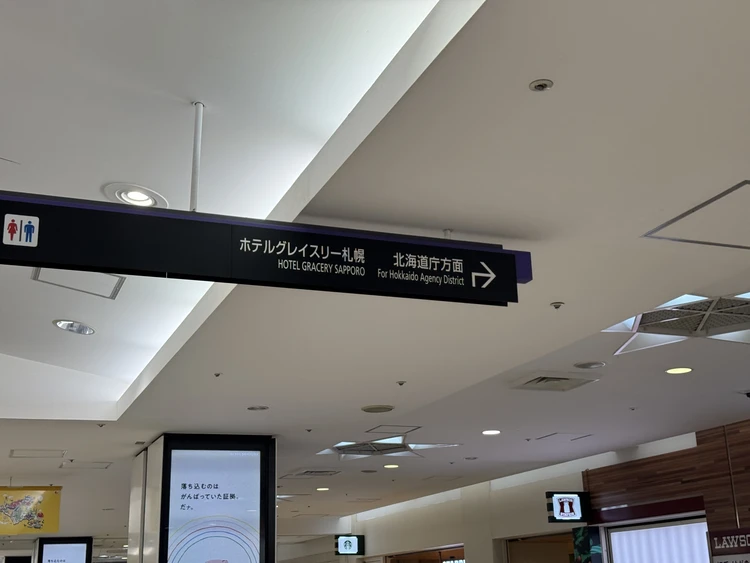 ホテルグレイスリー札幌
HOTEL GRACERY SAPPORO
北海道庁方面
For Hokkaido Agency District
落ち込むのは
がんばっていた証拠、
だァ。
LAWSO